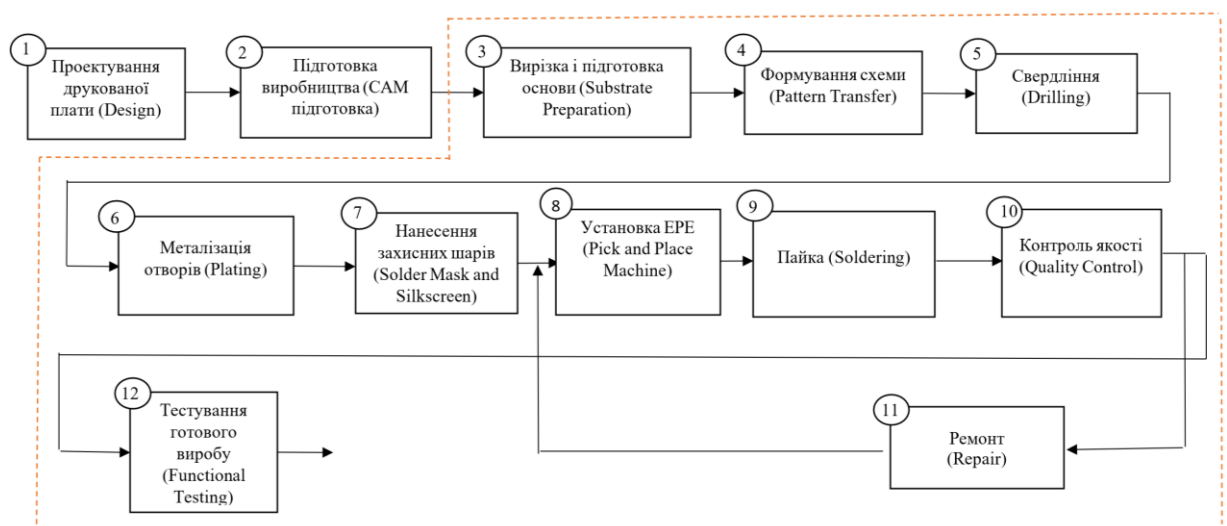 1
Проектування
друкованої
плати (Design)
2
Підготовка
виробництва (CAM
підготовка)
3
Вирізка і підготовка
основи (Substrate
Preparation)
4
Формування схеми
(Pattern Transfer)
5
Свердління
(Drilling)
6
Металізація
отворів (Plating)
7
Нанесення
захисних шарів
(Solder Mask and
Silkscreen)
8
Установка ЕРЕ
(Pick and Place
Machine)
9
Пайка (Soldering)
10
Контроль якості
(Quality Control)
12
Тестування
готового
виробу
(Functional
Testing)
11
Ремонт
(Repair)